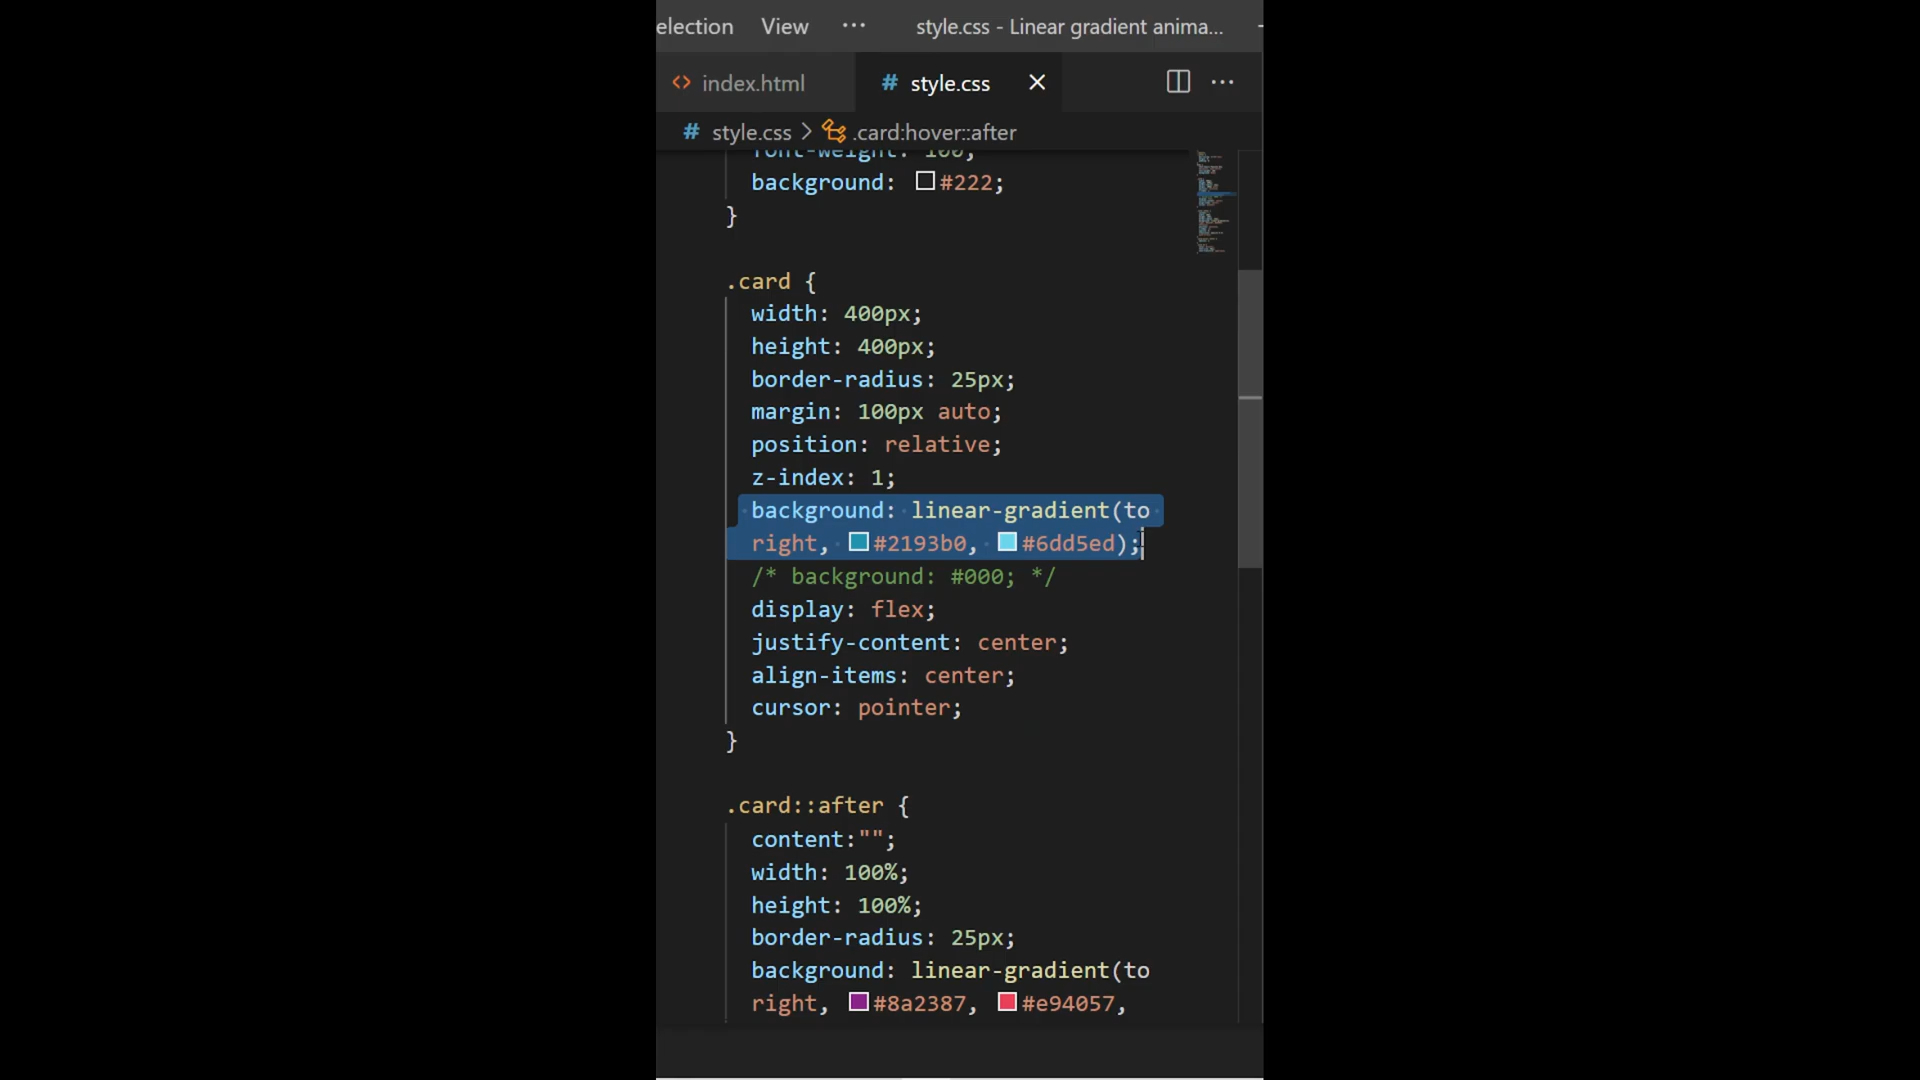 election View ··· style.css - Linear gradient anima...
<> index.html # style.css × ···
# style.css > .card:hover::after
font-weight: 100;
background: #222;
}
.card {
width: 400px;
height: 400px;
border-radius: 25px;
margin: 100px auto;
position: relative;
z-index: 1;
background: linear-gradient(to
right, #2193b0, #6dd5ed);
/* background: #000; */
display: flex;
justify-content: center;
align-items: center;
cursor: pointer;
}
.card::after {
content:"";
width: 100%;
height: 100%;
border-radius: 25px;
background: linear-gradient(to
right, #8a2387, #e94057,